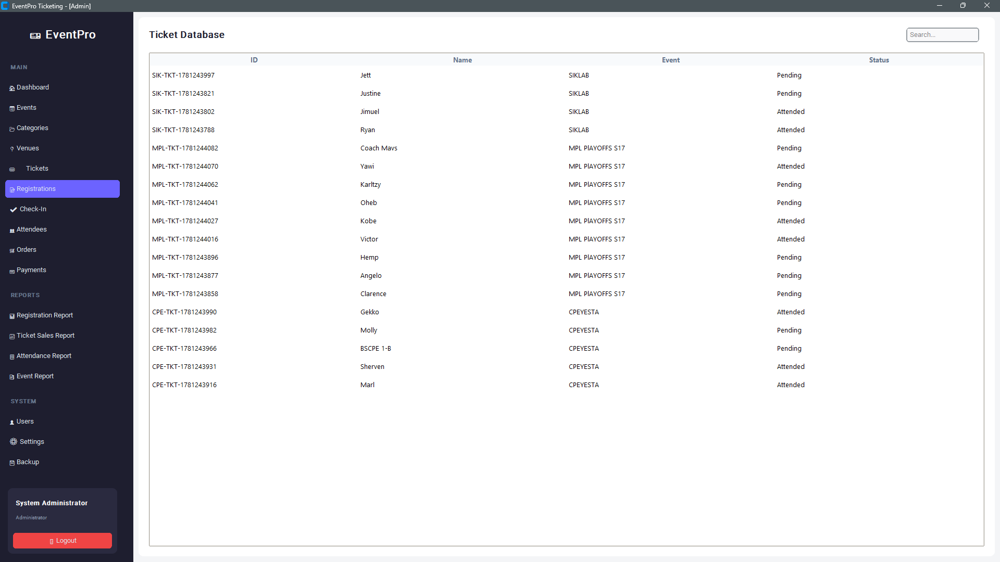 EventPro Ticketing - [Admin]
EventPro
MAIN
Dashboard
Events
Categories
Venues
Tickets
Registrations
Check-In
Attendees
Orders
Payments
REPORTS
Registration Report
Ticket Sales Report
Attendance Report
Event Report
SYSTEM
Users
Settings
Backup
System Administrator
Administrator
Logout
Ticket Database
Search...
ID Name Event Status
SIK-TKT-1781243997 Jett SIKLAB Pending
SIK-TKT-1781243821 Justine SIKLAB Pending
SIK-TKT-1781243802 Jimuel SIKLAB Attended
SIK-TKT-1781243788 Ryan SIKLAB Attended
MPL-TKT-1781244082 Coach Mavs MPL PlAYOFFS S17 Pending
MPL-TKT-1781244070 Yawi MPL PlAYOFFS S17 Attended
MPL-TKT-1781244062 Karltzy MPL PlAYOFFS S17 Pending
MPL-TKT-1781244041 Oheb MPL PlAYOFFS S17 Pending
MPL-TKT-1781244027 Kobe MPL PlAYOFFS S17 Attended
MPL-TKT-1781244016 Victor MPL PlAYOFFS S17 Attended
MPL-TKT-1781243896 Hemp MPL PlAYOFFS S17 Pending
MPL-TKT-1781243877 Angelo MPL PlAYOFFS S17 Pending
MPL-TKT-1781243858 Clarence MPL PlAYOFFS S17 Pending
CPE-TKT-1781243990 Gekko CPEYESTA Attended
CPE-TKT-1781243982 Molly CPEYESTA Pending
CPE-TKT-1781243966 BSCPE 1-B CPEYESTA Pending
CPE-TKT-1781243931 Sherven CPEYESTA Attended
CPE-TKT-1781243916 Marl CPEYESTA Attended